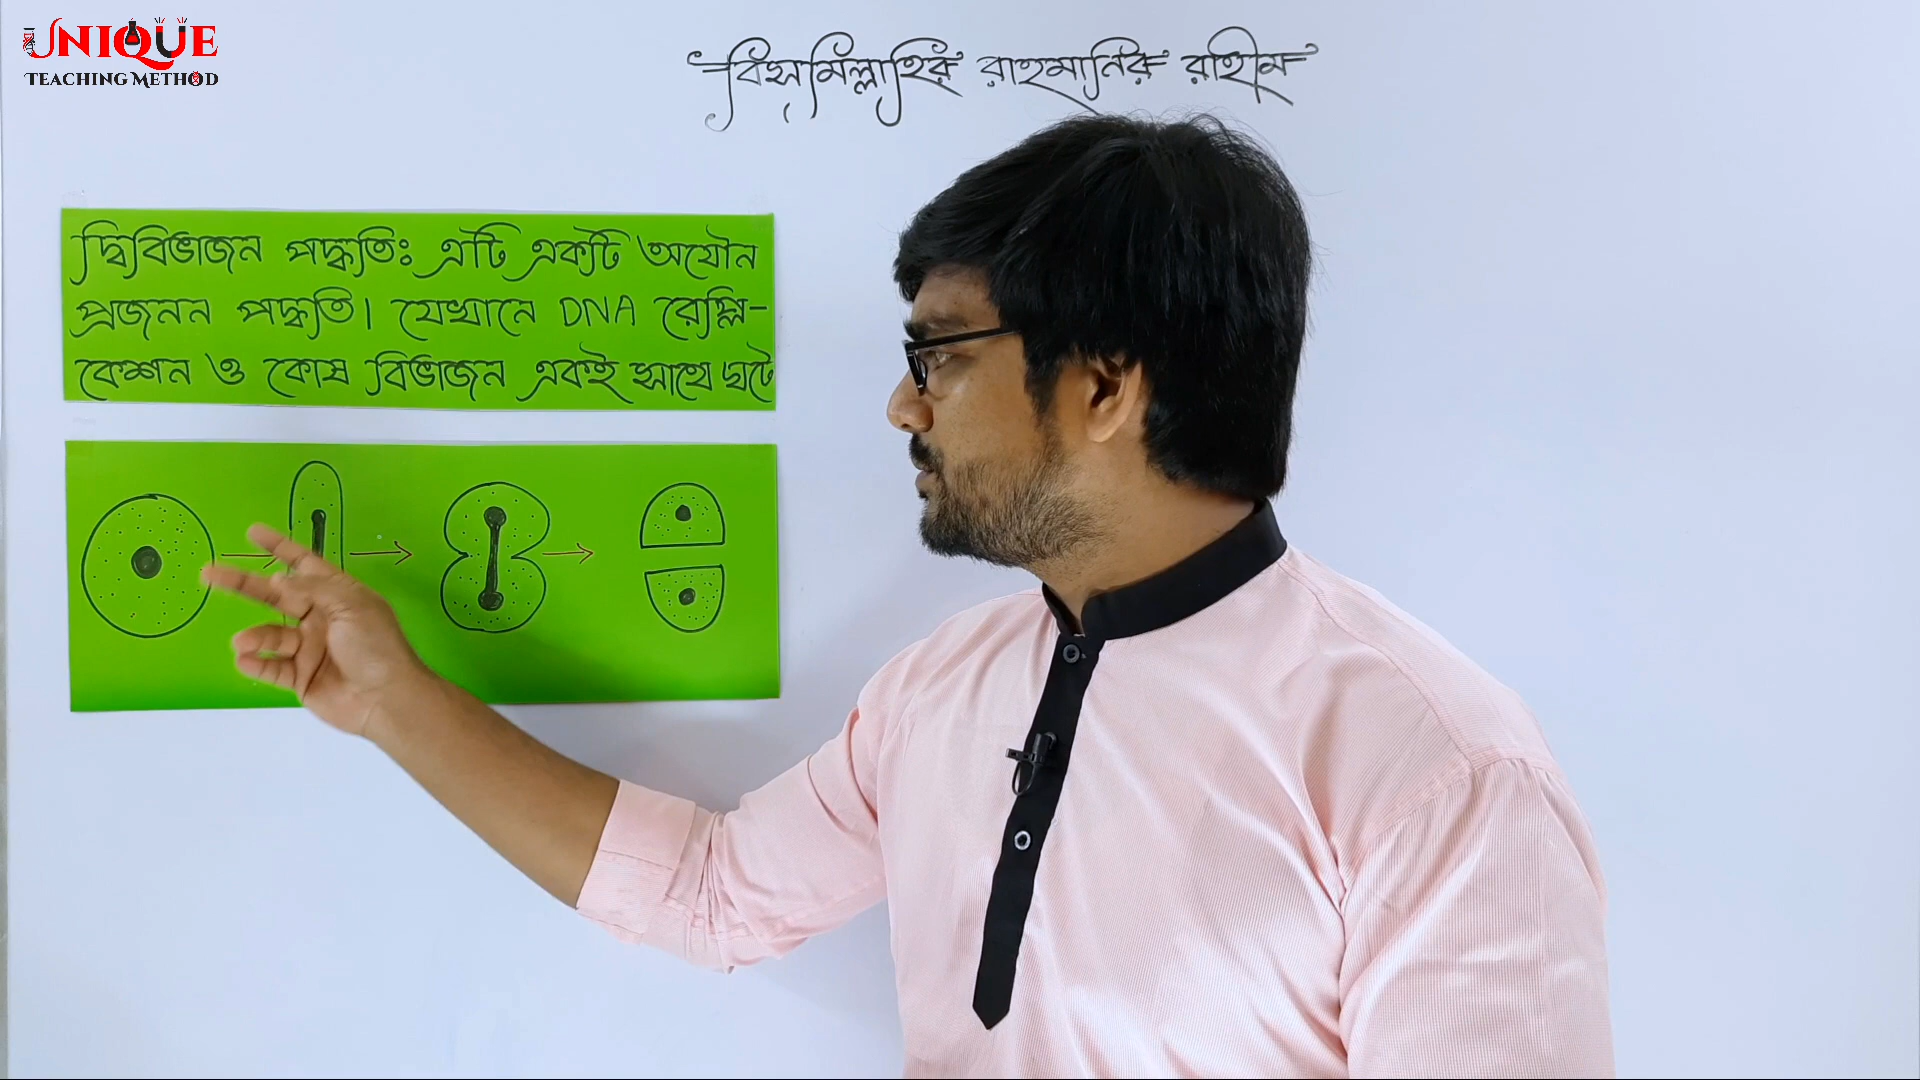 UNIQUE
TEACHING METHOD
বিসমিল্লাহির রাহমানির রাহীম
দ্বিবিভাজন পদ্ধতিঃ এটি একটি অযৌন
প্রজনন পদ্ধতি। যেখানে DNA রেপ্লি-
কেশন ও কোষ বিভাজন একই সাথে ঘটে